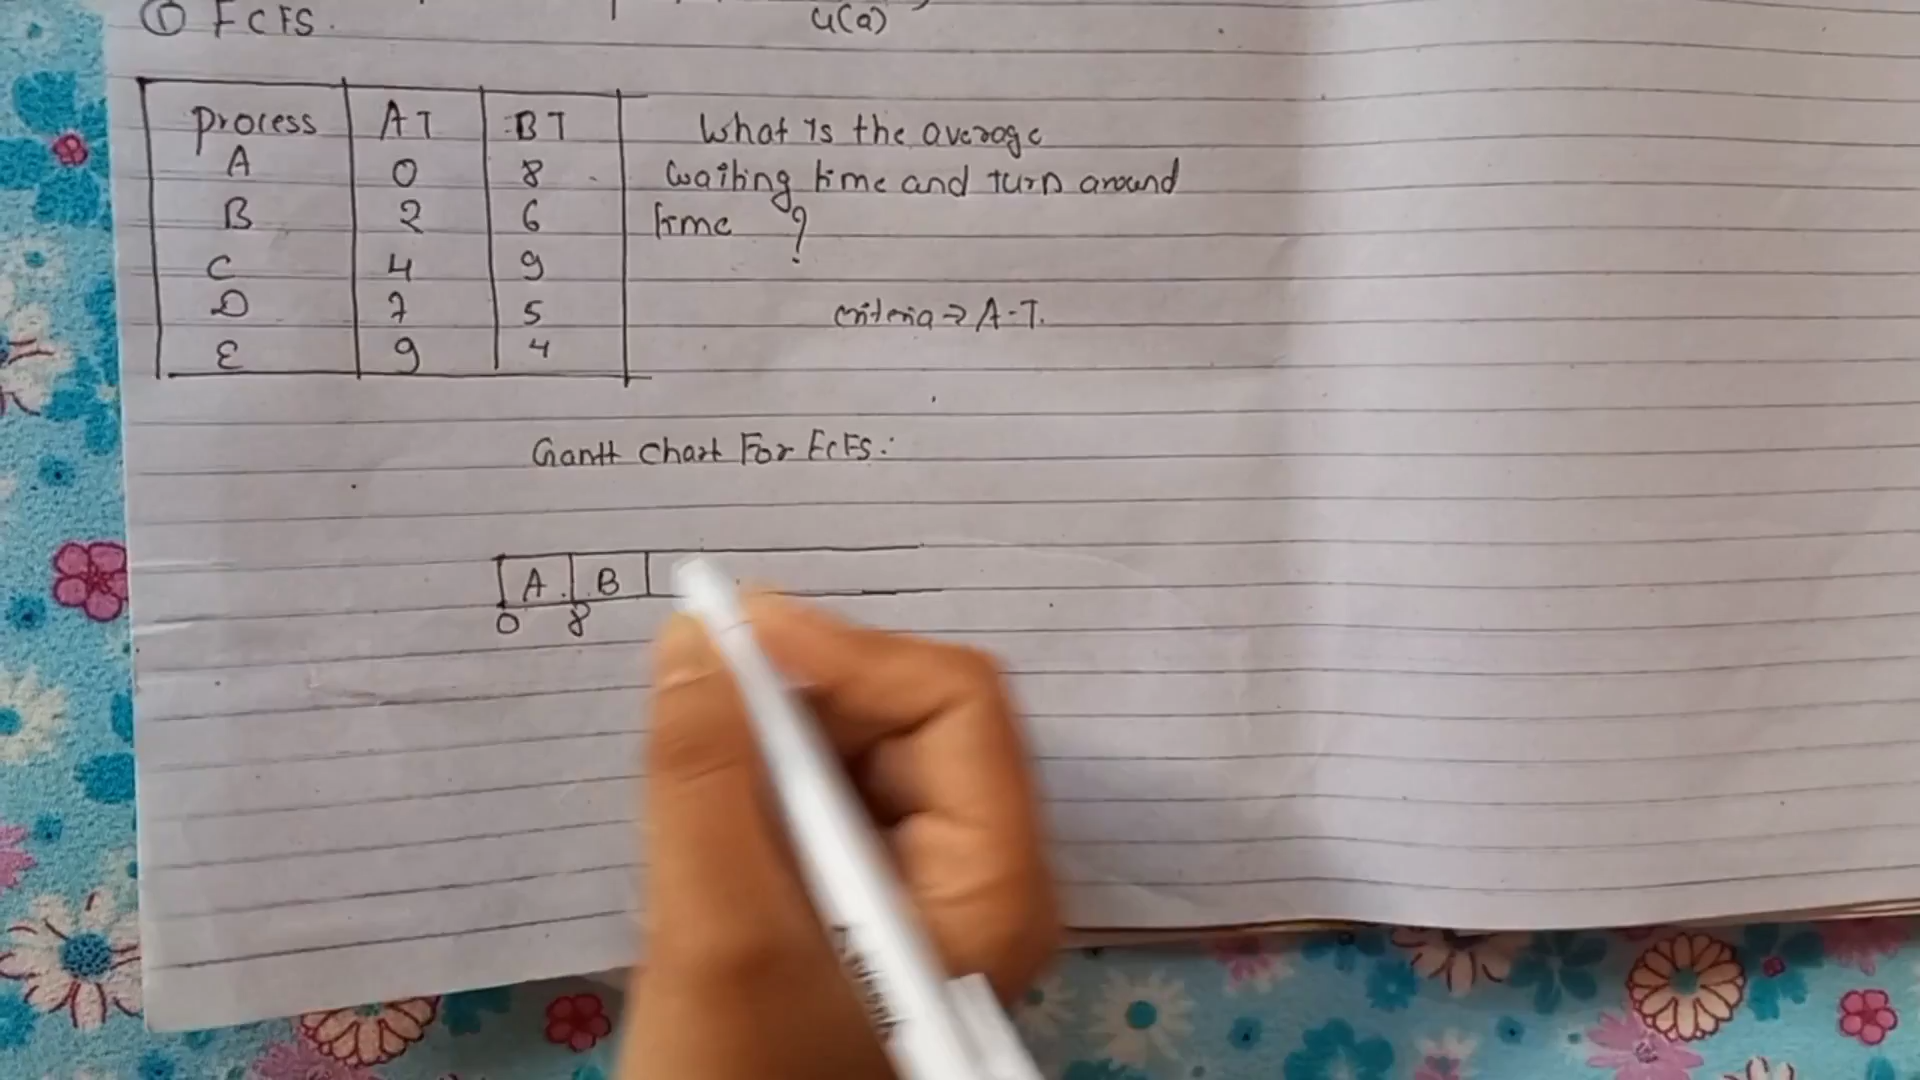 ① FCFS.
4(a)
Process AT BT
A 0 8
B 2 6
C 4 9
D 7 5
E 9 4
What is the average
waiting time and turn around
time ?
criteria → A-T.
Gantt Chart For FCFS:
A B
0 8